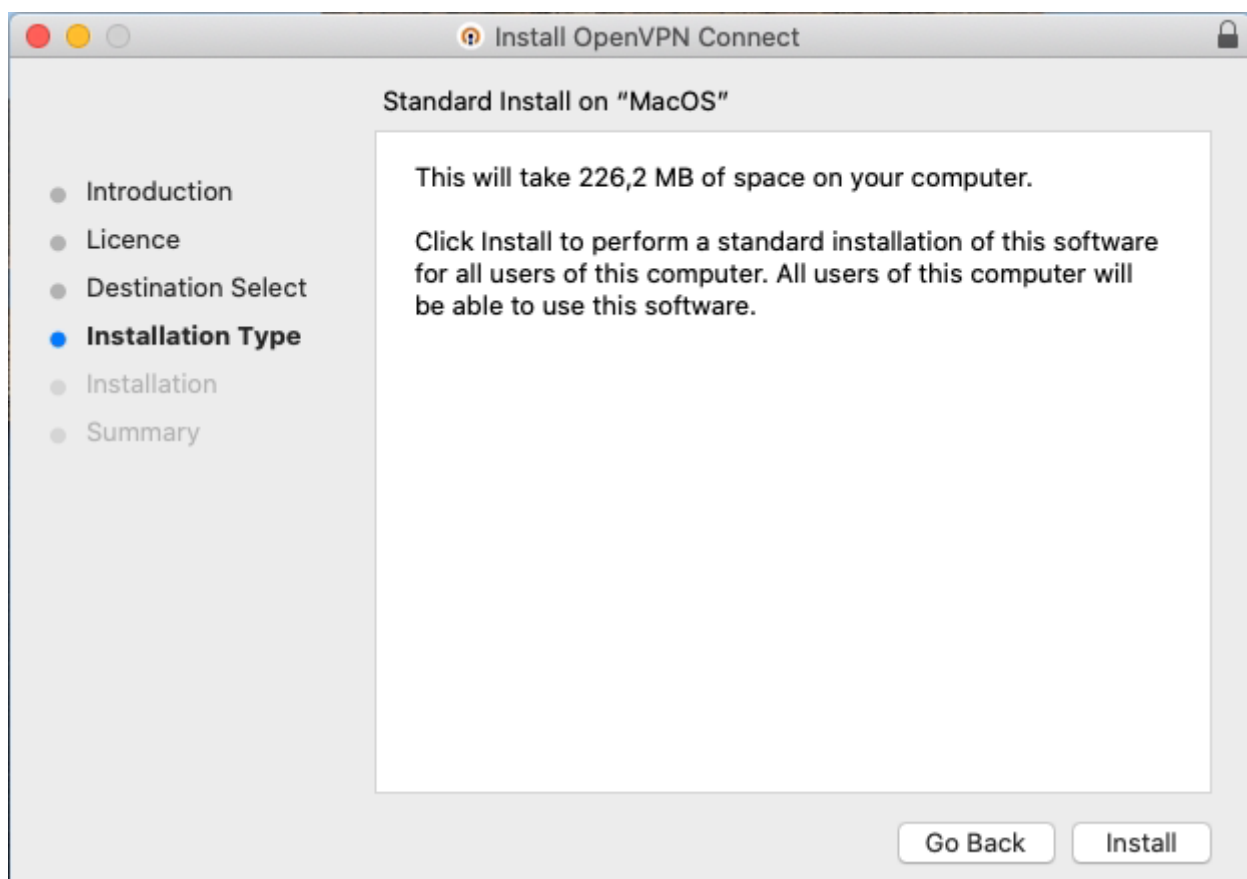 Install OpenVPN Connect
Standard Install on “MacOS”
Introduction
Licence
Destination Select
Installation Type
Installation
Summary
This will take 226,2 MB of space on your computer.
Click Install to perform a standard installation of this software
for all users of this computer. All users of this computer will
be able to use this software.
Go Back
Install